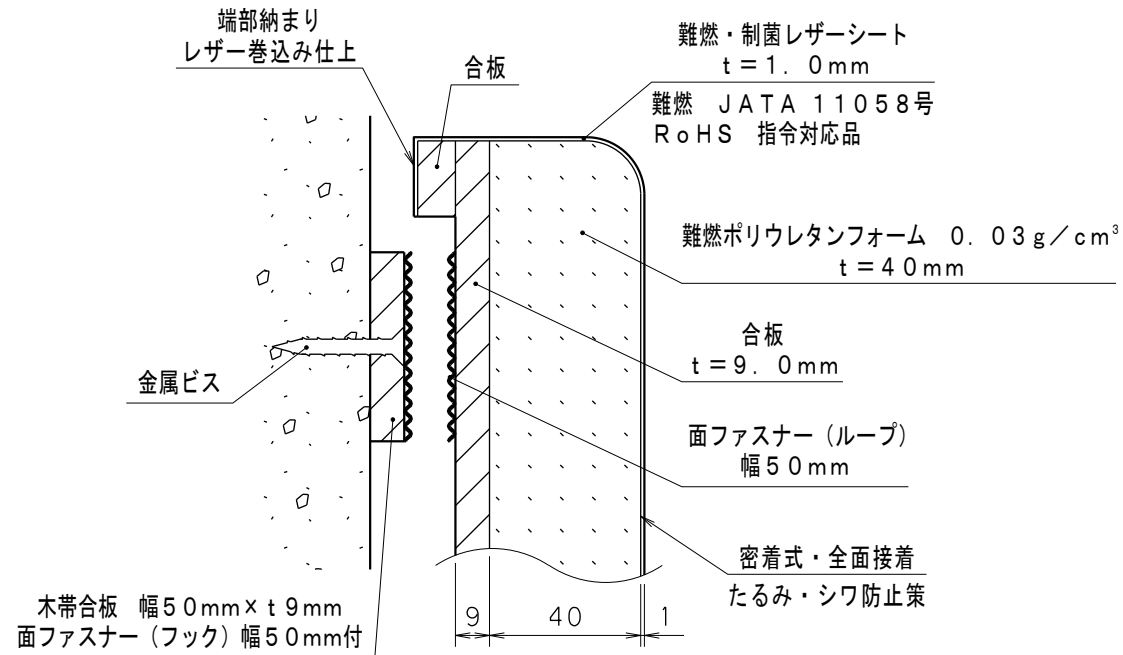 端部納まり
レザー巻込み仕上
合板
難燃・制菌レザーシート
t＝1．0mm
難燃　JATA 11058号
RoHS　指令対応品
難燃ポリウレタンフォーム　0．03g／cm³
t＝40mm
合板
t＝9．0mm
金属ビス
面ファスナー（ループ）
幅50mm
密着式・全面接着
たるみ・シワ防止策
木帯合板　幅50mm×t9mm
面ファスナー（フック）幅50mm付
9　40　1